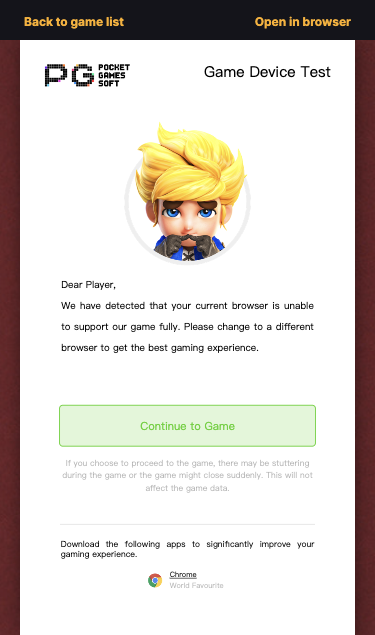 Back to game list
Open in browser
PG
POCKET
GAMES
SOFT
Game Device Test
Dear Player,
We have detected that your current browser is unable
to support our game fully. Please change to a different
browser to get the best gaming experience.
Continue to Game
If you choose to proceed to the game, there may be stuttering
during the game or the game might close suddenly. This will not
affect the game data.
Download the following apps to significantly improve your
gaming experience.
Chrome
World Favourite